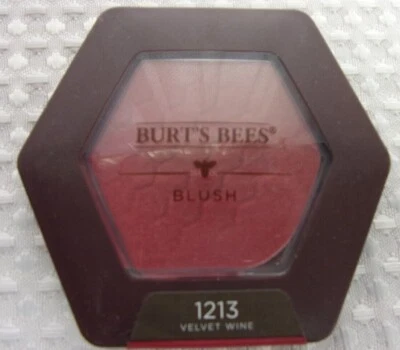 BURT'S BEES®
BLUSH
1213
VELVET WINE